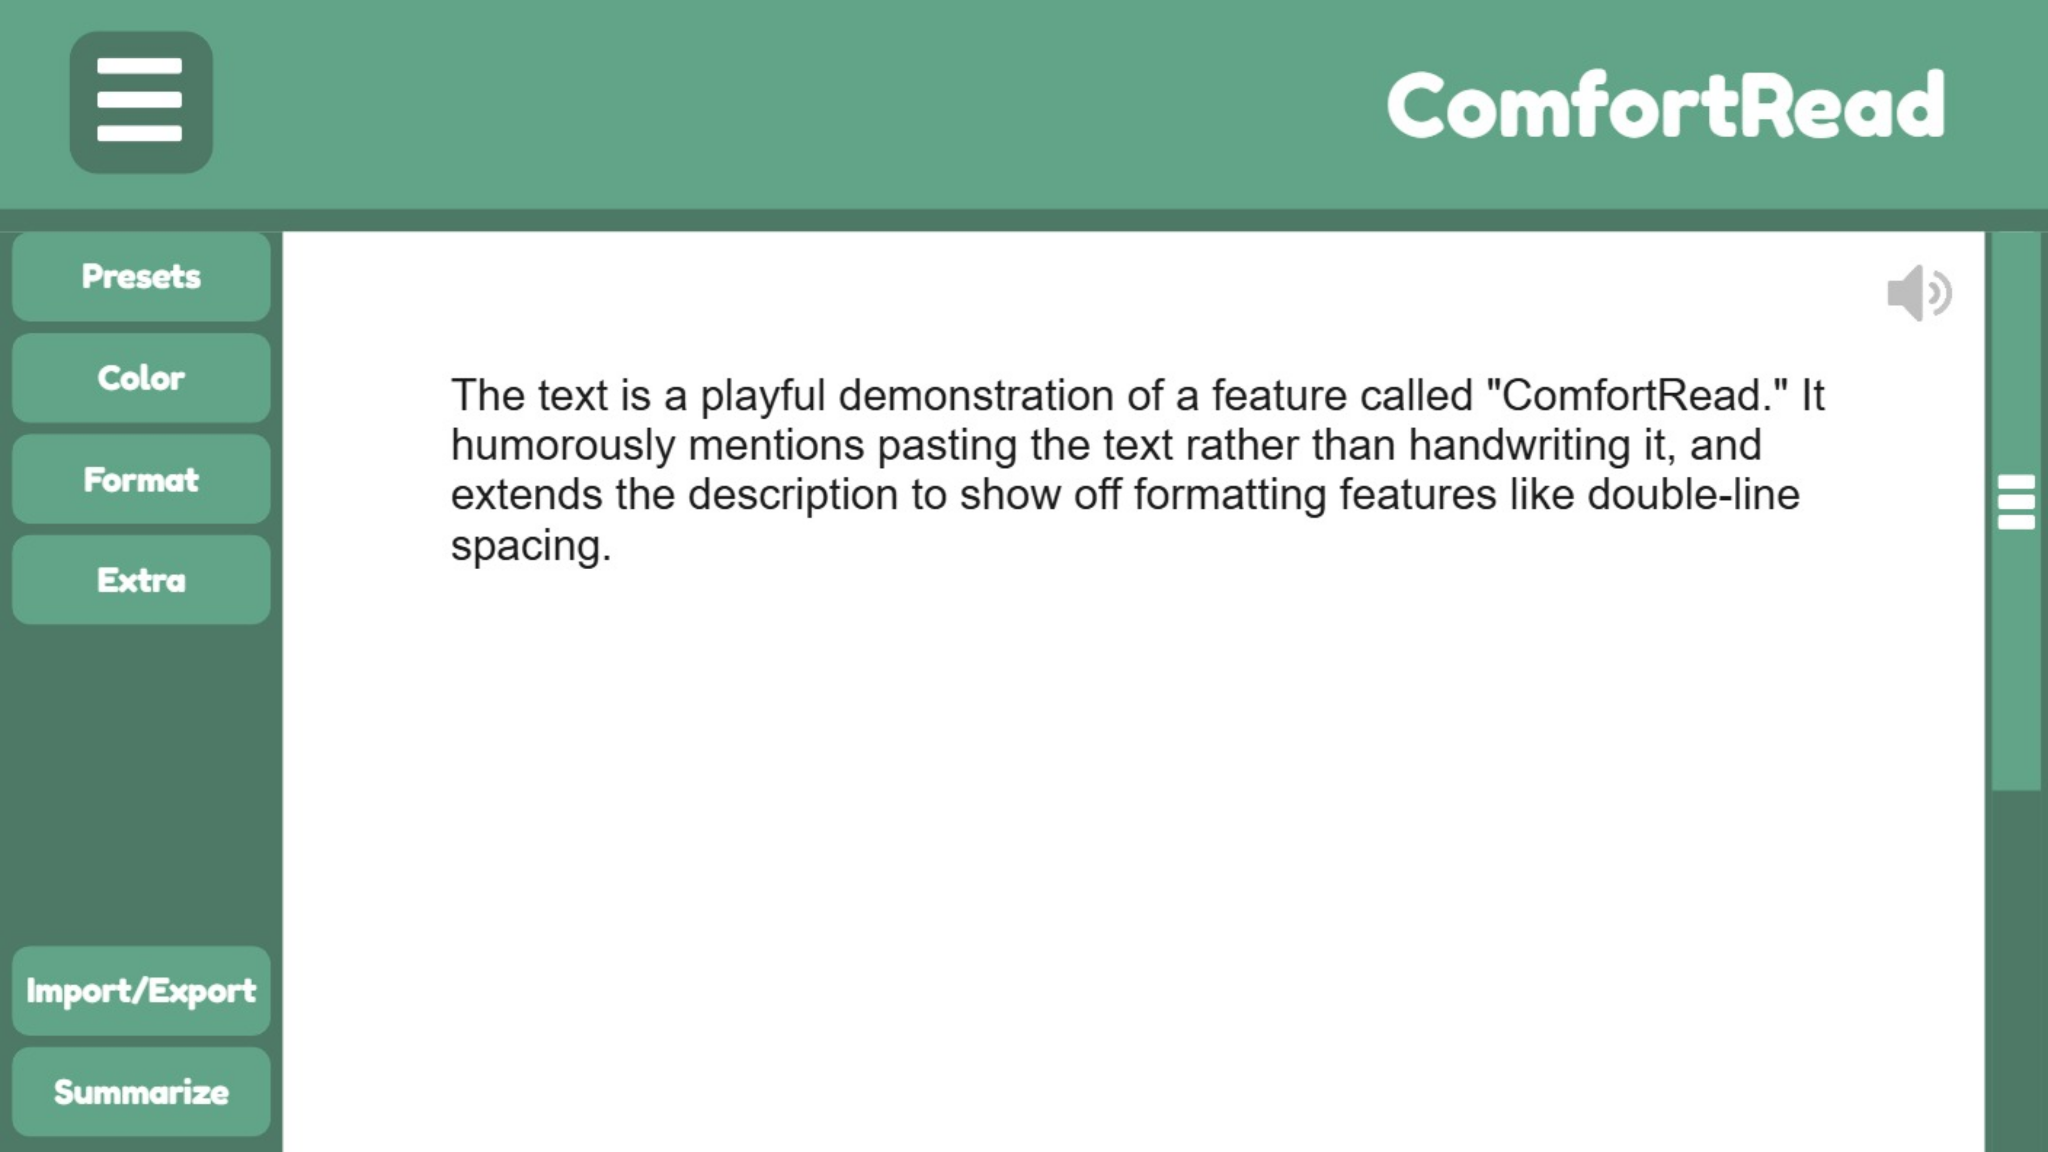 ComfortRead
Presets
Color
Format
Extra
Import/Export
Summarize
The text is a playful demonstration of a feature called "ComfortRead." It
humorously mentions pasting the text rather than handwriting it, and
extends the description to show off formatting features like double-line
spacing.